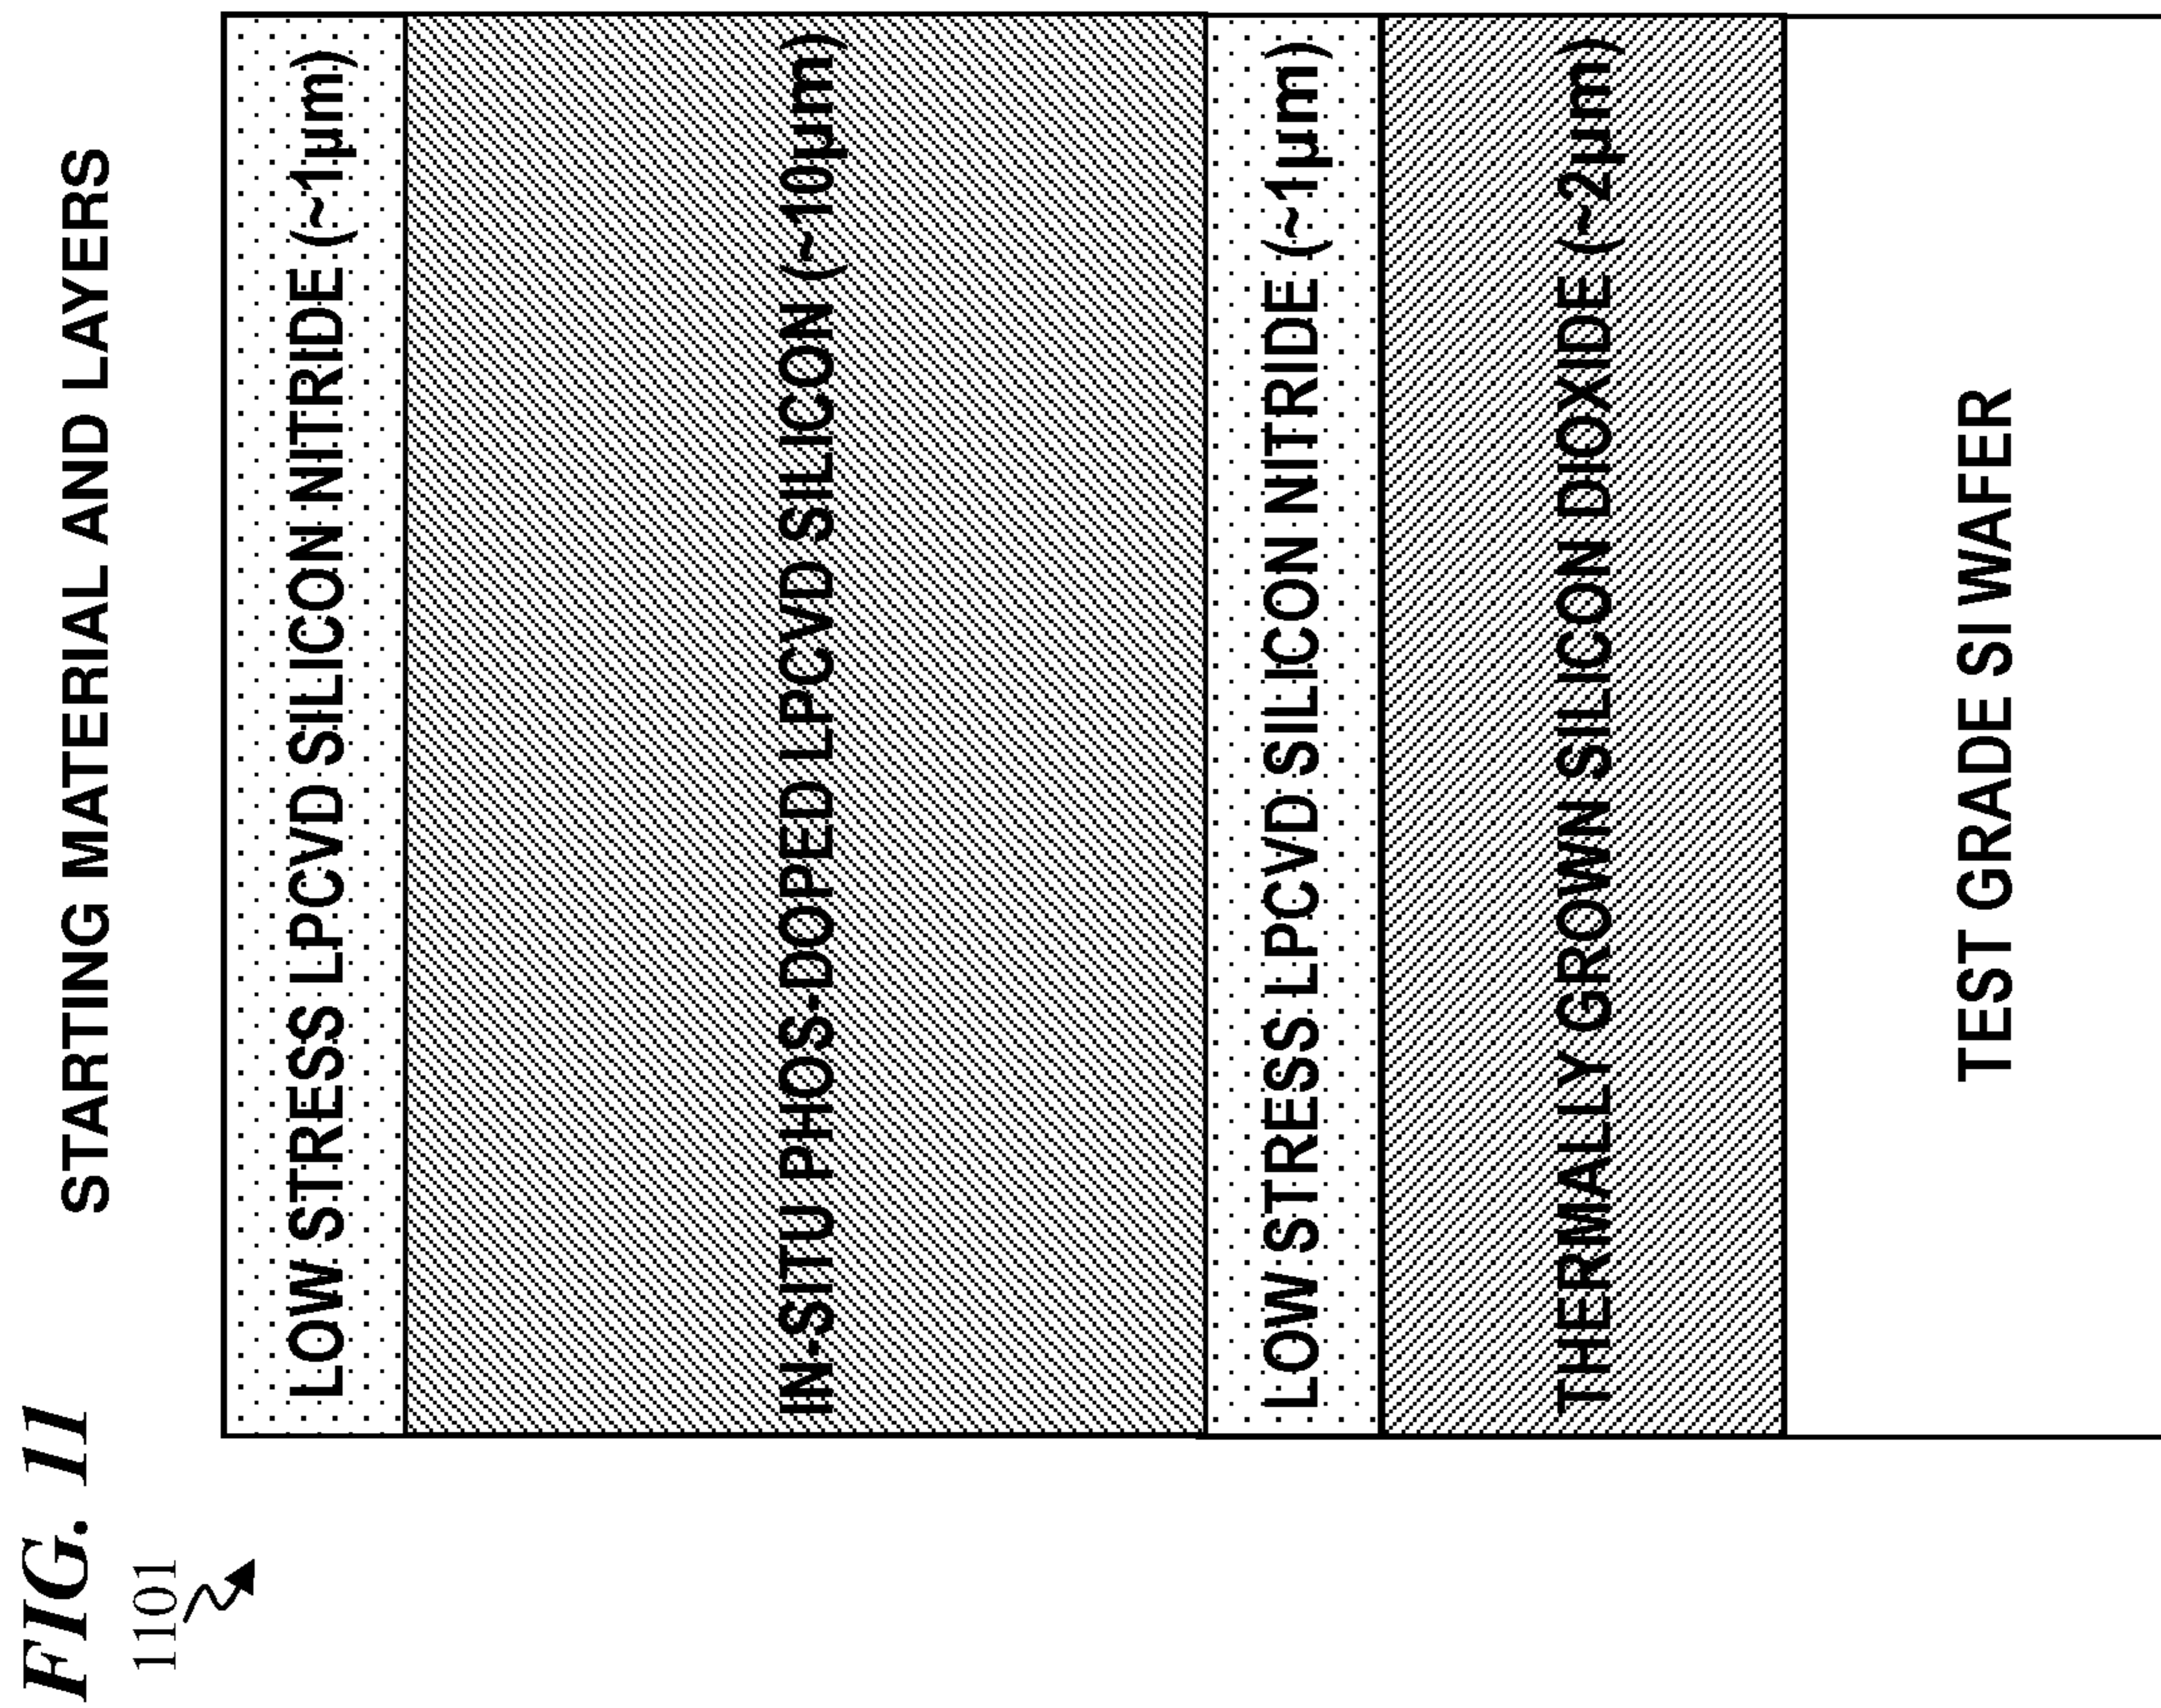 FIG. 11
1101
STARTING MATERIAL AND LAYERS
LOW STRESS LPCVD SILICON NITRIDE (~1µm)
IN-SITU PHOS-DOPED LPCVD SILICON (~10µm)
LOW STRESS LPCVD SILICON NITRIDE (~1µm)
THERMALLY GROWN SILICON DIOXIDE (~2µm)
TEST GRADE SI WAFER